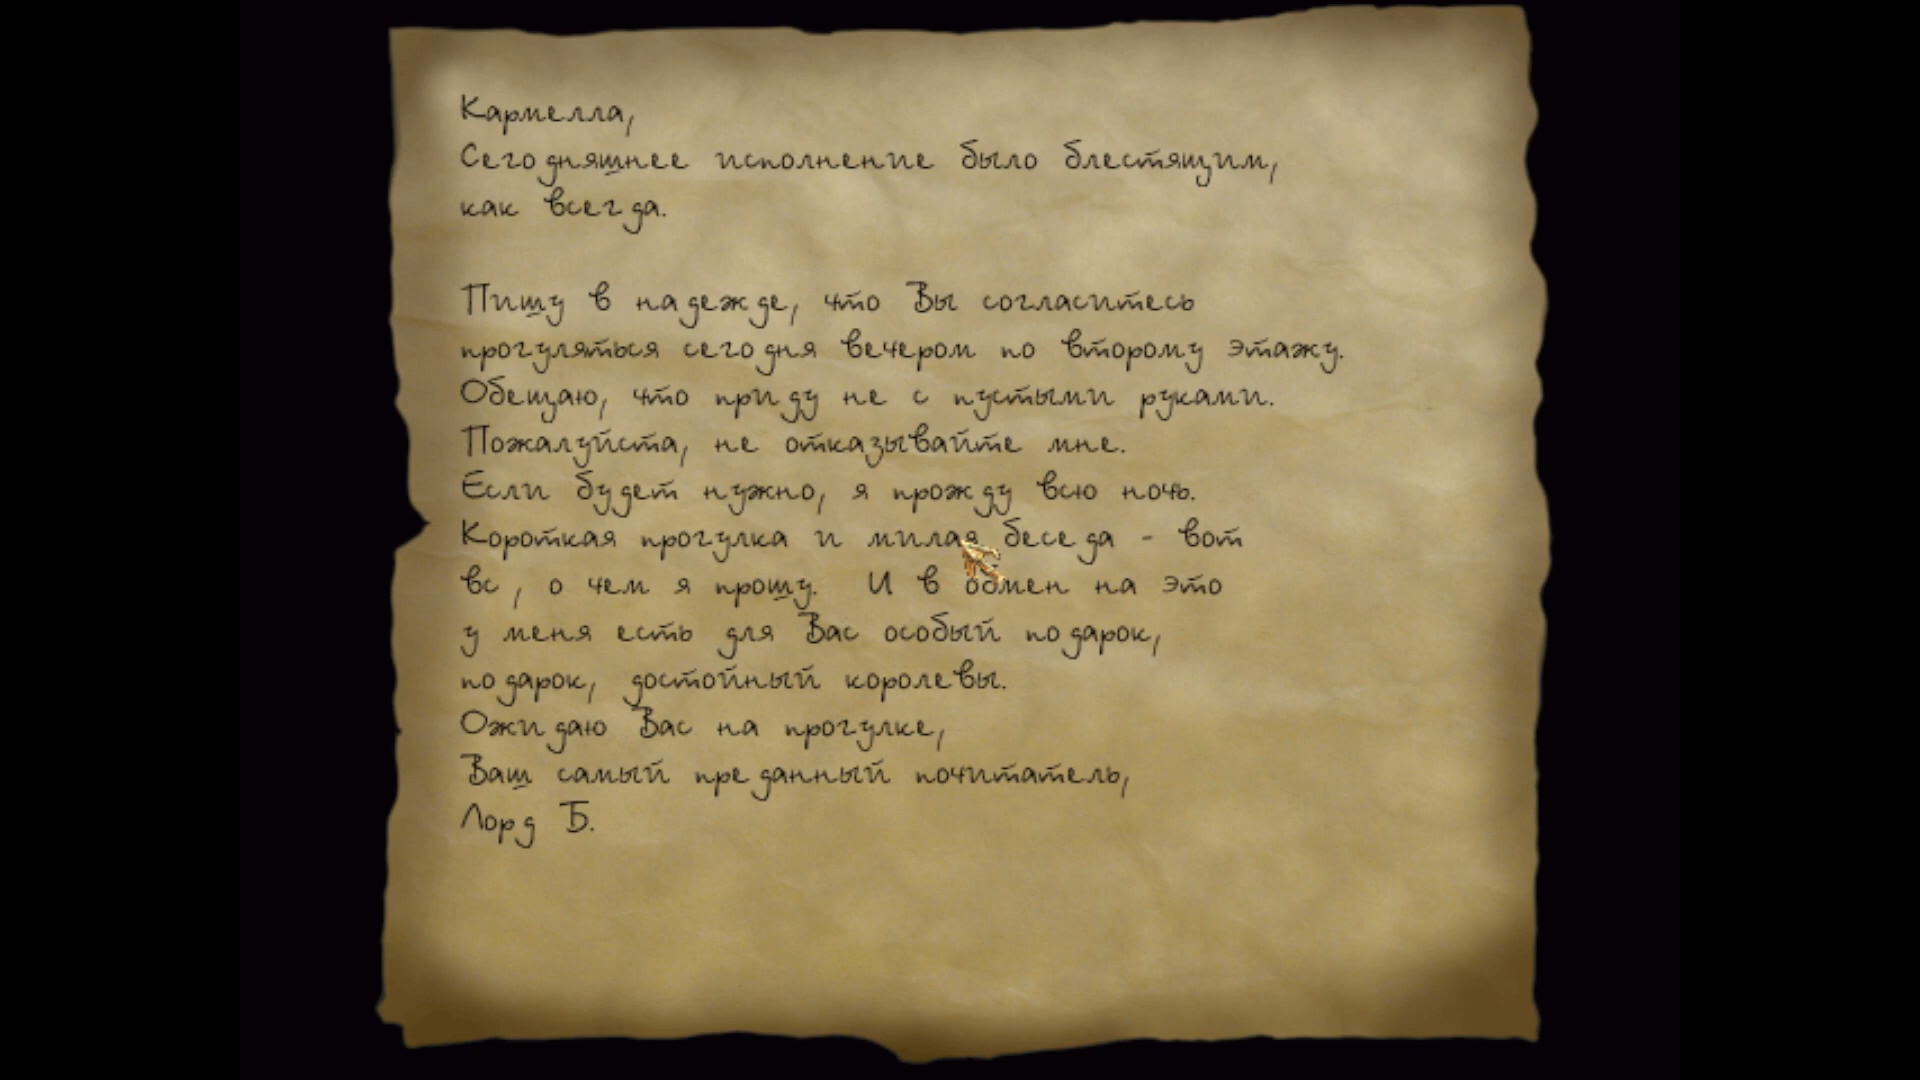 Кармелла,
Сегодняшнее исполнение было блестящим,
как всегда.
Пишу в надежде, что Вы согласитесь
прогуляться сегодня вечером по второму этажу.
Обещаю, что приду не с пустыми руками.
Пожалуйста, не отказывайте мне.
Если будет нужно, я прожду всю ночь.
Короткая прогулка и милая беседа - вот
вс , о чем я прошу. И в обмен на это
у меня есть для Вас особый подарок,
подарок, достойный королевы.
Ожидаю Вас на прогулке,
Ваш самый преданный почитатель,
Лорд Б.